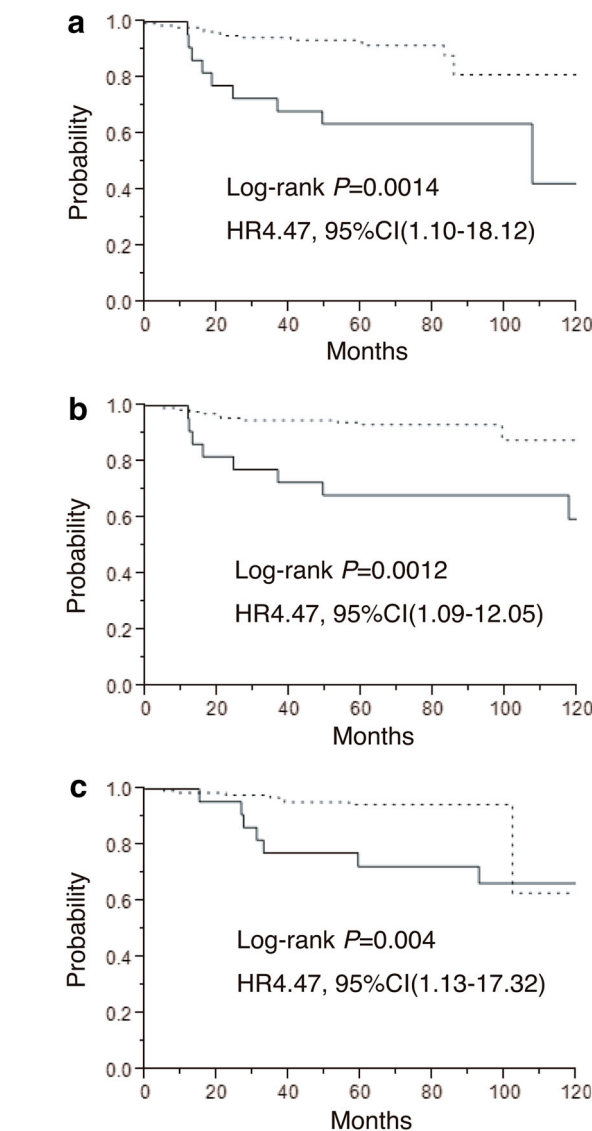 a
1.0
0.8
0.6
0.4
0.2
0.0
Probability
Log-rank P=0.0014
HR4.47, 95%CI(1.10-18.12)
0 20 40 60 80 100 120
Months
b
1.0
0.8
0.6
0.4
0.2
0.0
Probability
Log-rank P=0.0012
HR4.47, 95%CI(1.09-12.05)
0 20 40 60 80 100 120
Months
c
1.0
0.8
0.6
0.4
0.2
0.0
Probability
Log-rank P=0.004
HR4.47, 95%CI(1.13-17.32)
0 20 40 60 80 100 120
Months